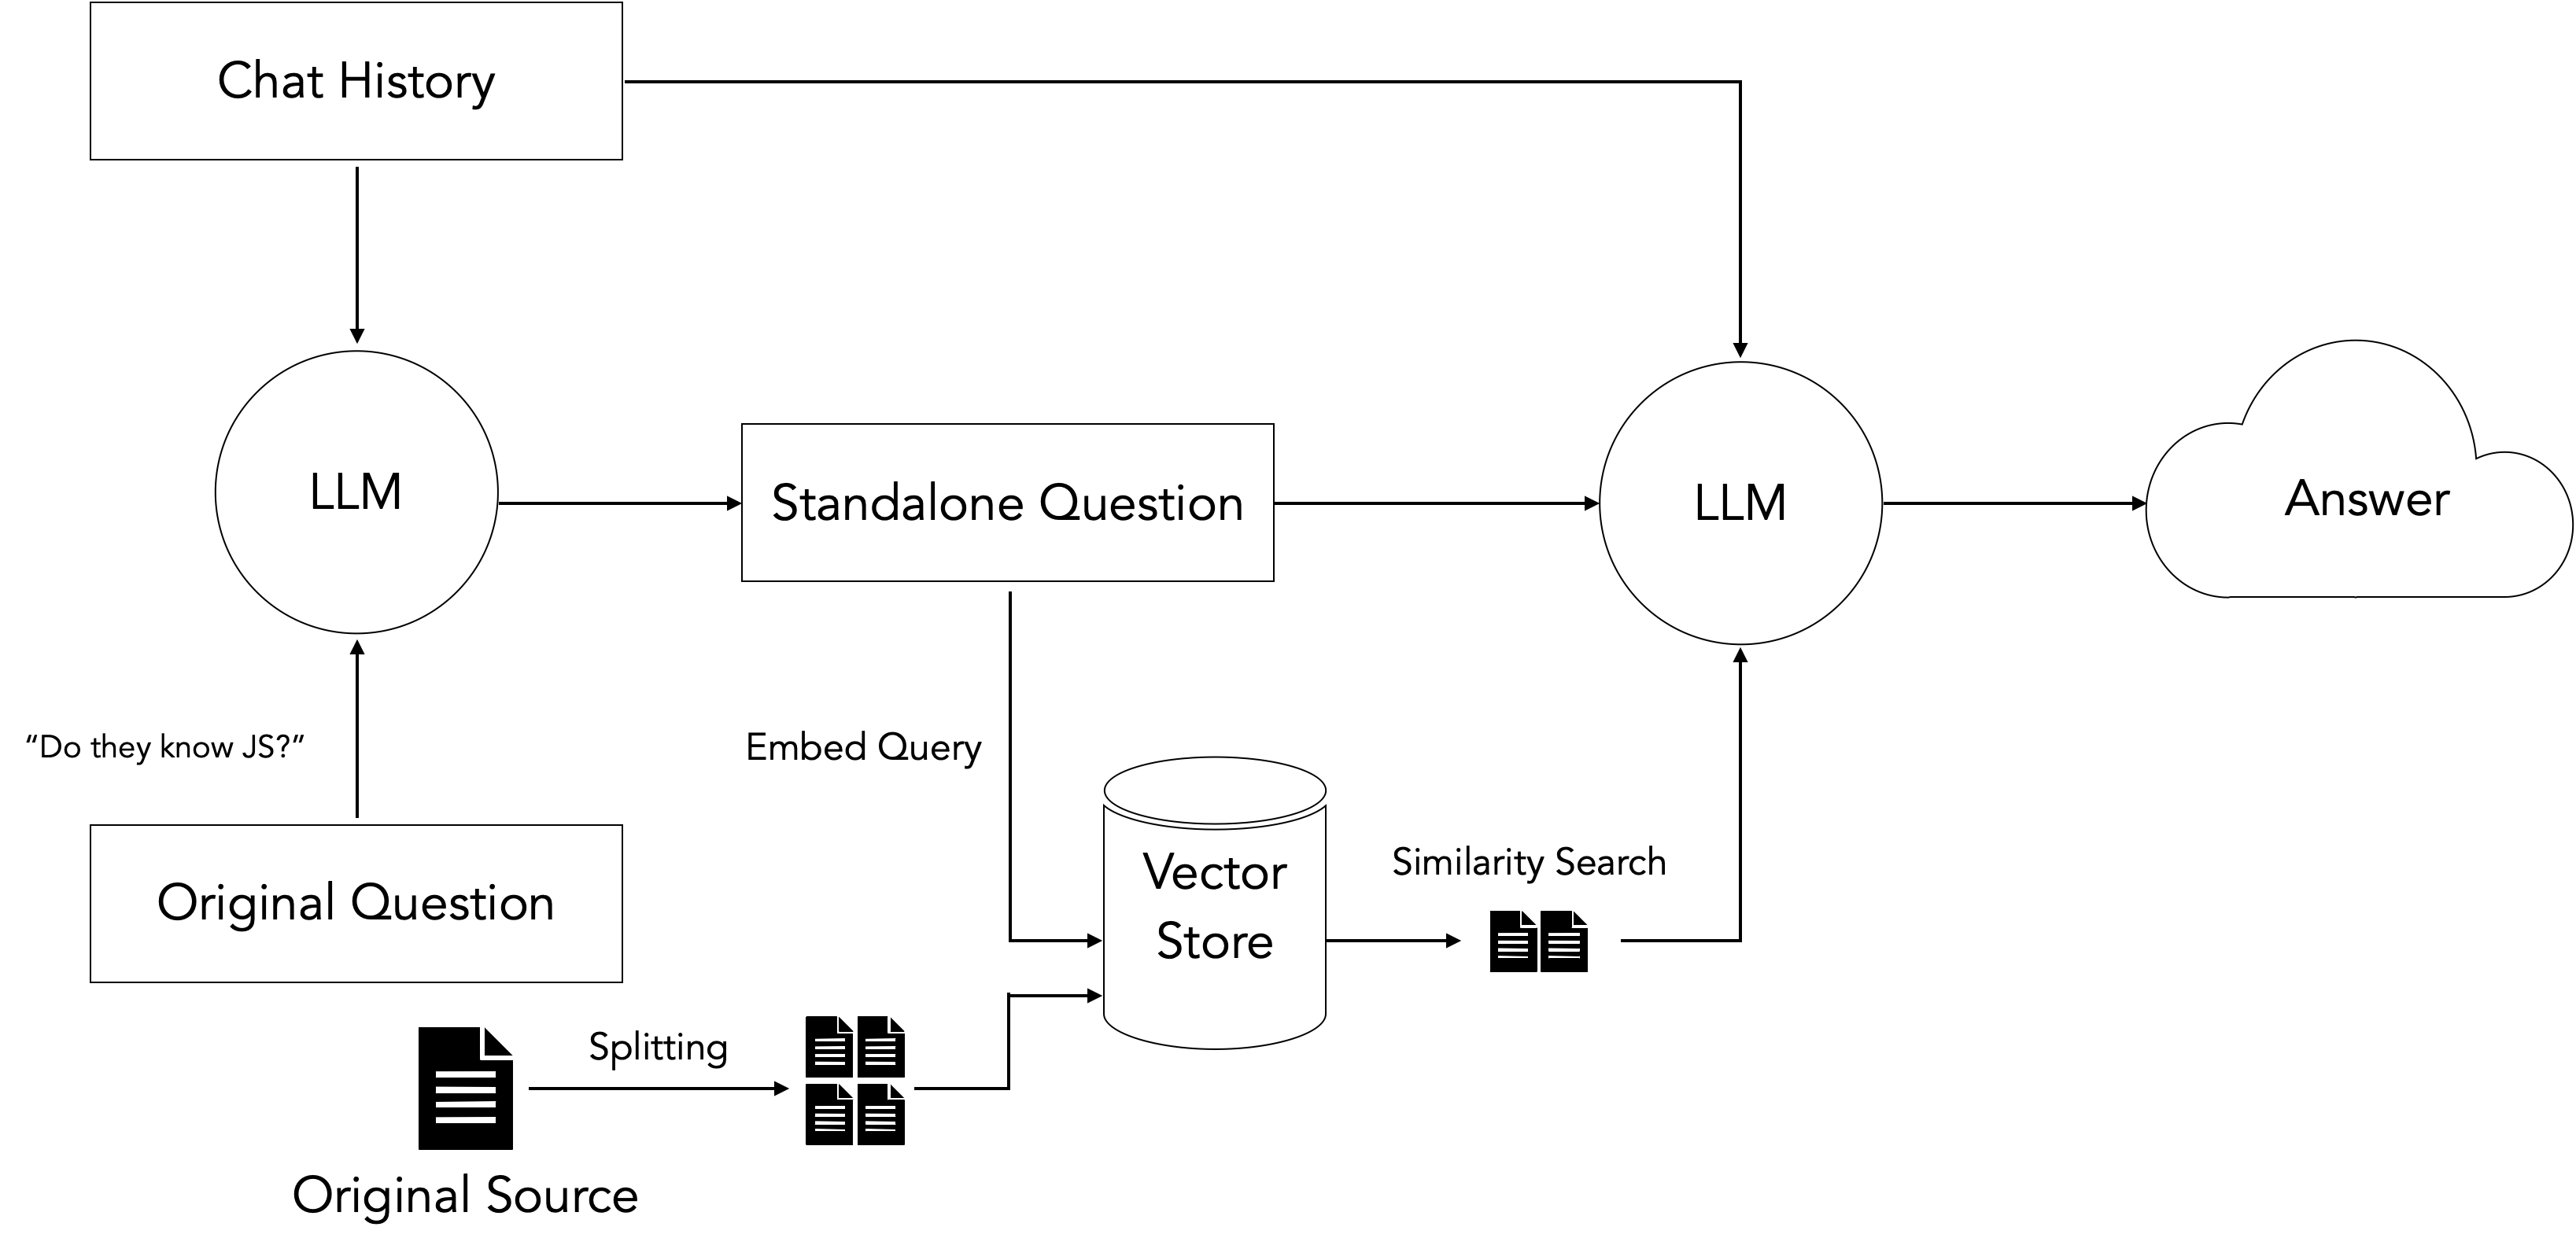 Chat History
LLM
Standalone Question
LLM
Answer
“Do they know JS?”
Embed Query
Original Question
Vector
Store
Similarity Search
Splitting
Original Source